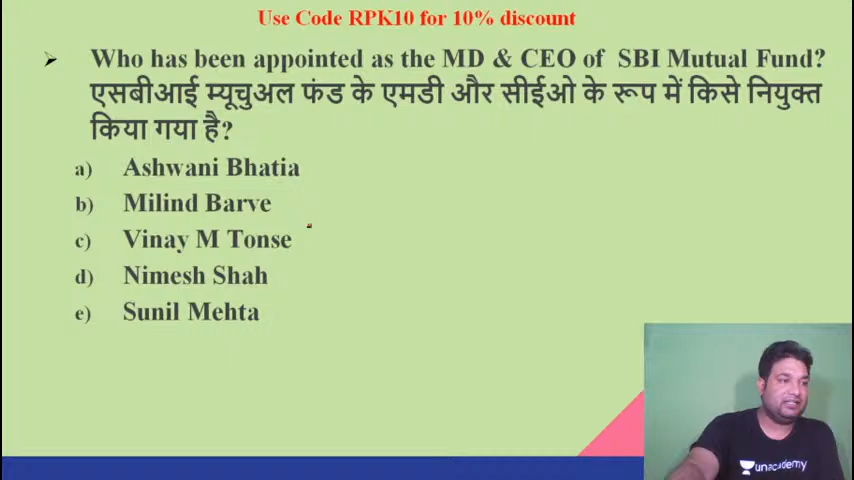 Use Code RPK10 for 10% discount
Who has been appointed as the MD & CEO of SBI Mutual Fund?
एसबीआई म्यूचुअल फंड के एमडी और सीईओ के रूप में किसे नियुक्त
किया गया है?
a) Ashwani Bhatia
b) Milind Barve
c) Vinay M Tonse
d) Nimesh Shah
e) Sunil Mehta
unacademy